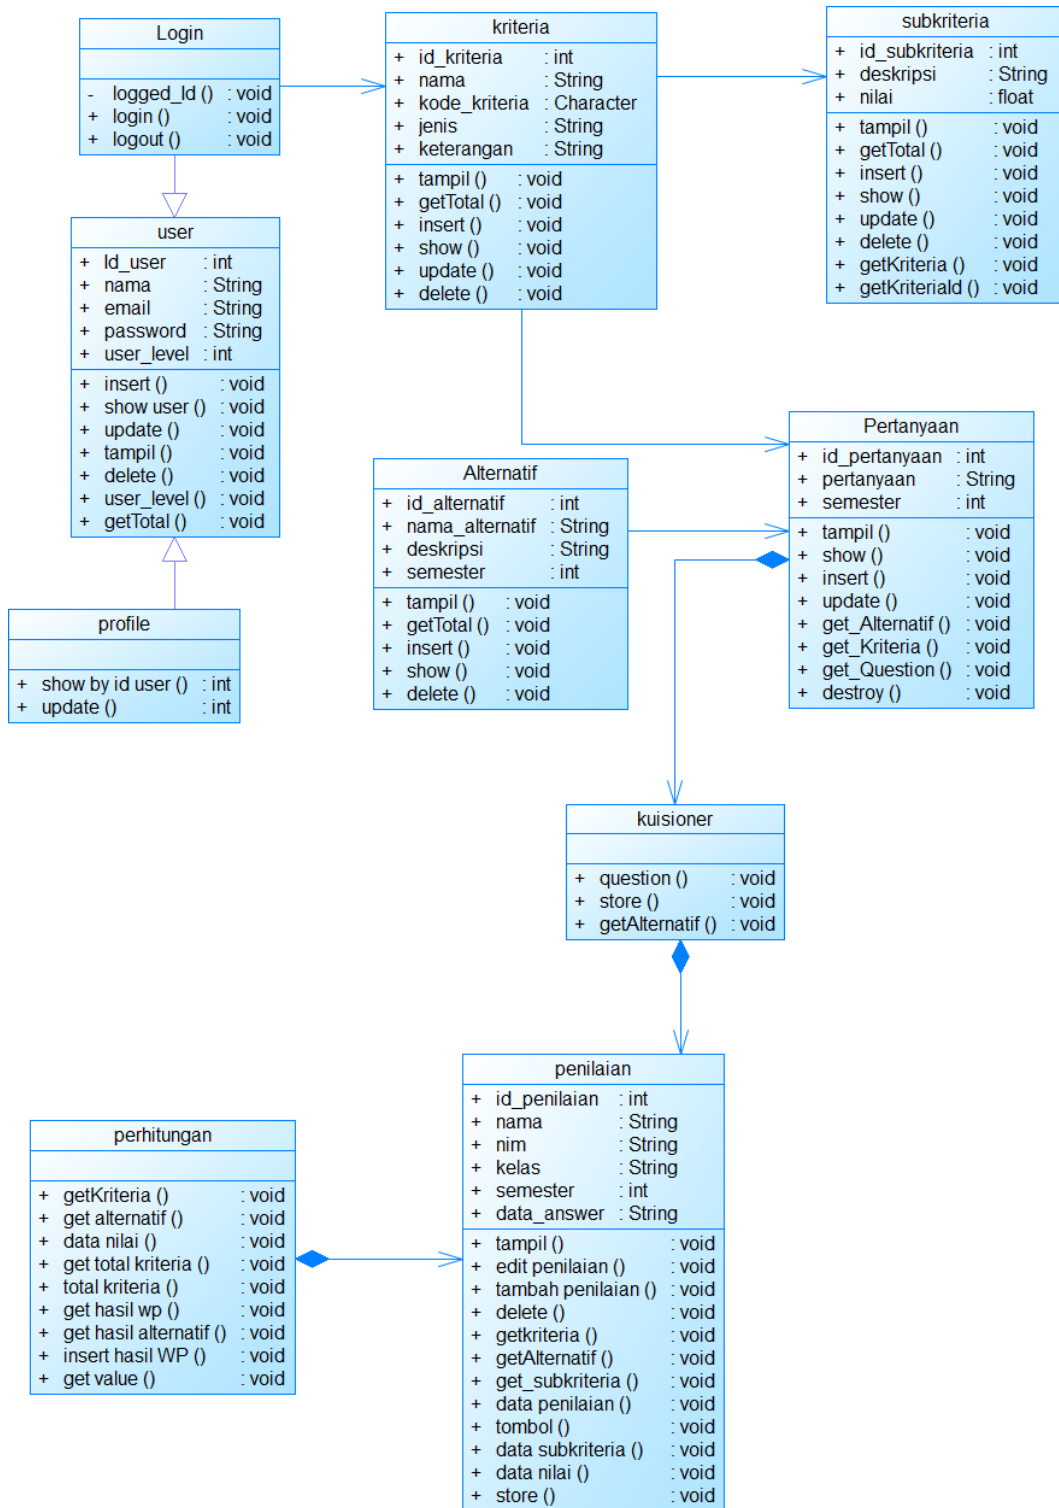 Login
- logged_Id () : void
+ login () : void
+ logout () : void
kriteria
+ id_kriteria : int
+ nama : String
+ kode_kriteria : Character
+ jenis : String
+ keterangan : String
+ tampil () : void
+ getTotal () : void
+ insert () : void
+ show () : void
+ update () : void
+ delete () : void
subkriteria
+ id_subkriteria : int
+ deskripsi : String
+ nilai : float
+ tampil () : void
+ getTotal () : void
+ insert () : void
+ show () : void
+ update () : void
+ delete () : void
+ getKriteria () : void
+ getKriteriaId () : void
user
+ Id_user : int
+ nama : String
+ email : String
+ password : String
+ user_level : int
+ insert () : void
+ show user () : void
+ update () : void
+ tampil () : void
+ delete () : void
+ user_level () : void
+ getTotal () : void
profile
+ show by id user () : int
+ update () : int
Alternatif
+ id_alternatif : int
+ nama_alternatif : String
+ deskripsi : String
+ semester : int
+ tampil () : void
+ getTotal () : void
+ insert () : void
+ show () : void
+ delete () : void
Pertanyaan
+ id_pertanyaan : int
+ pertanyaan : String
+ semester : int
+ tampil () : void
+ show () : void
+ insert () : void
+ update () : void
+ get_Alternatif () : void
+ get_Kriteria () : void
+ get_Question () : void
+ destroy () : void
kuisioner
+ question () : void
+ store () : void
+ getAlternatif () : void
perhitungan
+ getKriteria () : void
+ get alternatif () : void
+ data nilai () : void
+ get total kriteria () : void
+ total kriteria () : void
+ get hasil wp () : void
+ get hasil alternatif () : void
+ insert hasil WP () : void
+ get value () : void
penilaian
+ id_penilaian : int
+ nama : String
+ nim : String
+ kelas : String
+ semester : int
+ data_answer : String
+ tampil () : void
+ edit penilaian () : void
+ tambah penilaian () : void
+ delete () : void
+ getkriteria () : void
+ getAlternatif () : void
+ get_subkriteria () : void
+ data penilaian () : void
+ tombol () : void
+ data subkriteria () : void
+ data nilai () : void
+ store () : void